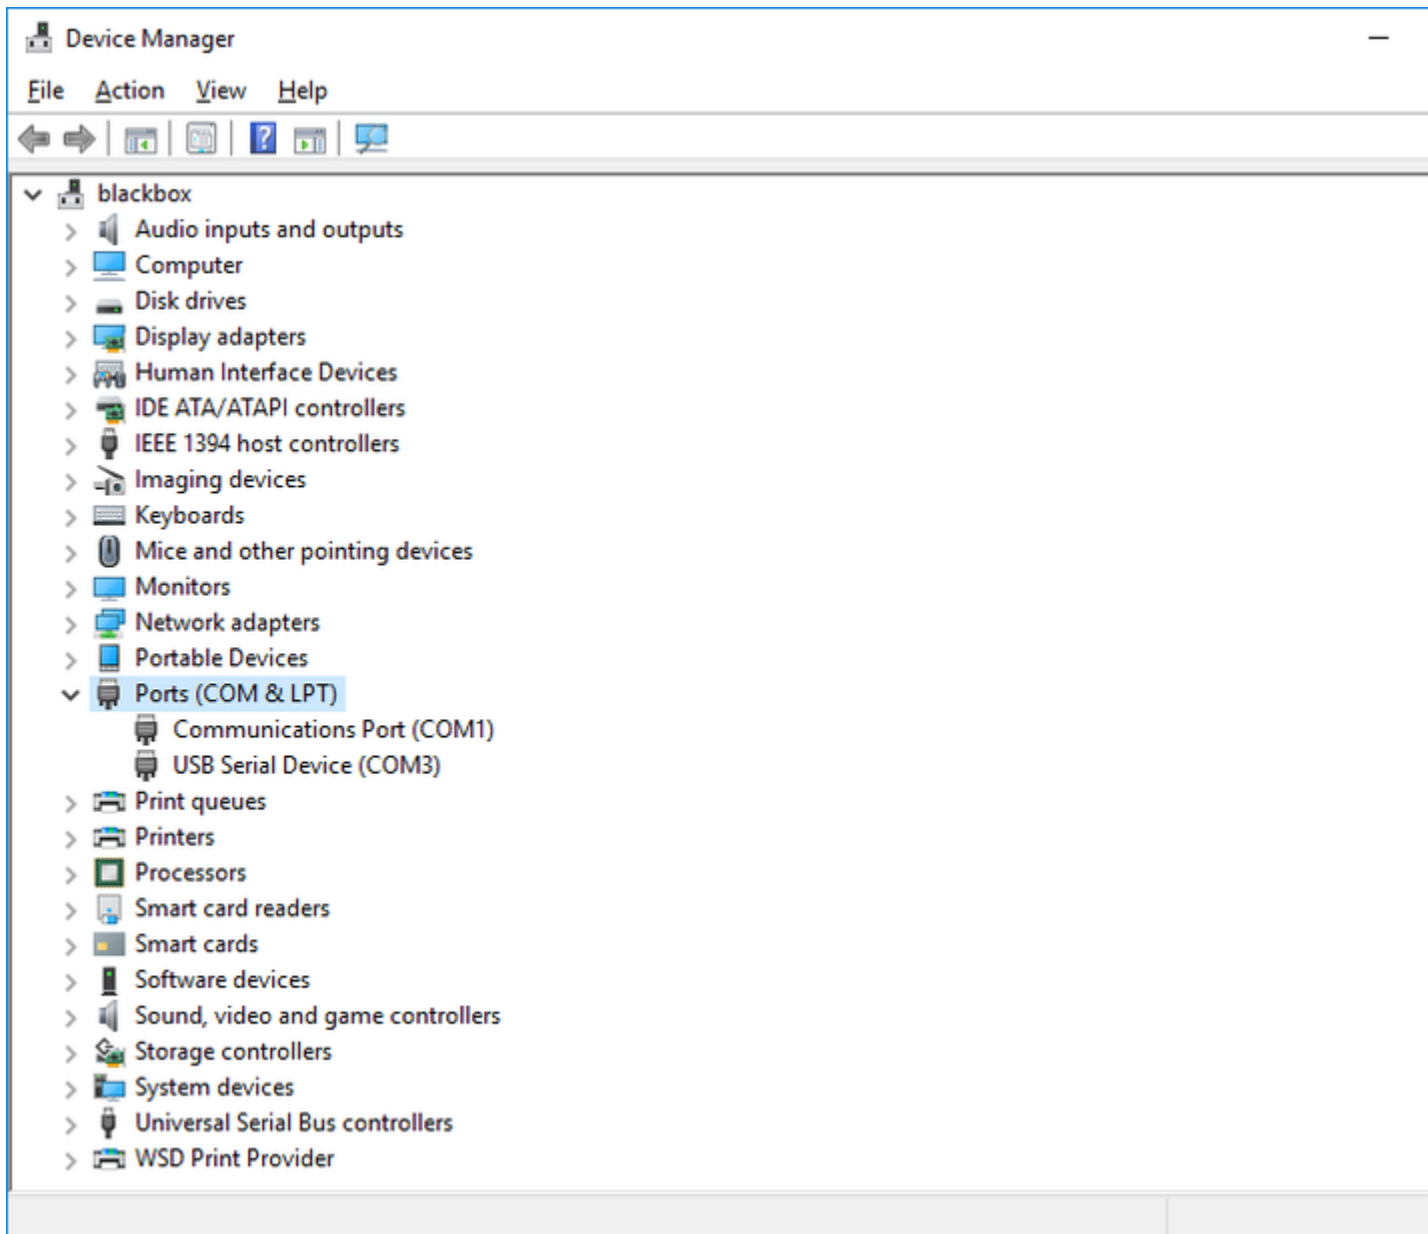 Device Manager
File Action View Help
blackbox
Audio inputs and outputs
Computer
Disk drives
Display adapters
Human Interface Devices
IDE ATA/ATAPI controllers
IEEE 1394 host controllers
Imaging devices
Keyboards
Mice and other pointing devices
Monitors
Network adapters
Portable Devices
Ports (COM & LPT)
Communications Port (COM1)
USB Serial Device (COM3)
Print queues
Printers
Processors
Smart card readers
Smart cards
Software devices
Sound, video and game controllers
Storage controllers
System devices
Universal Serial Bus controllers
WSD Print Provider